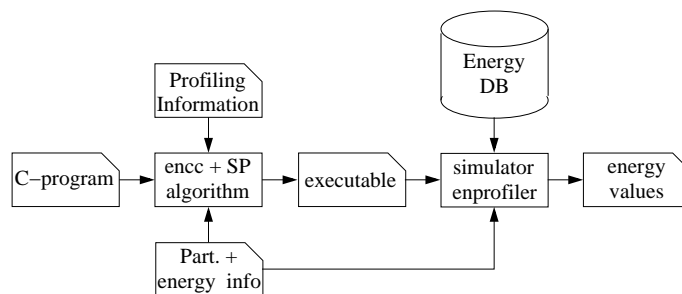 Energy
DB
Profiling
Information
C−program
encc + SP
algorithm
executable
simulator
enprofiler
energy
values
Part. +
energy info